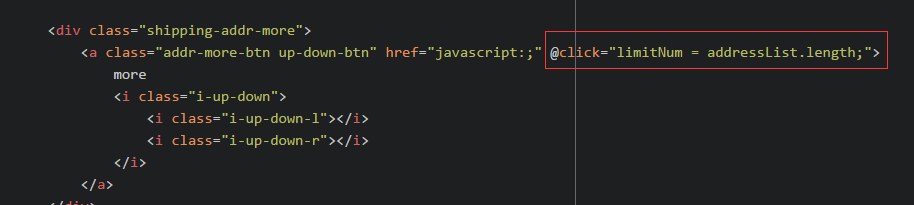 <div class="shipping-addr-more">
<a class="addr-more-btn up-down-btn" href="javascript:;" @click="limitNum = addressList.length;">
more
<i class="i-up-down">
<i class="i-up-down-l"></i>
<i class="i-up-down-r"></i>
</i>
</a>
</div>